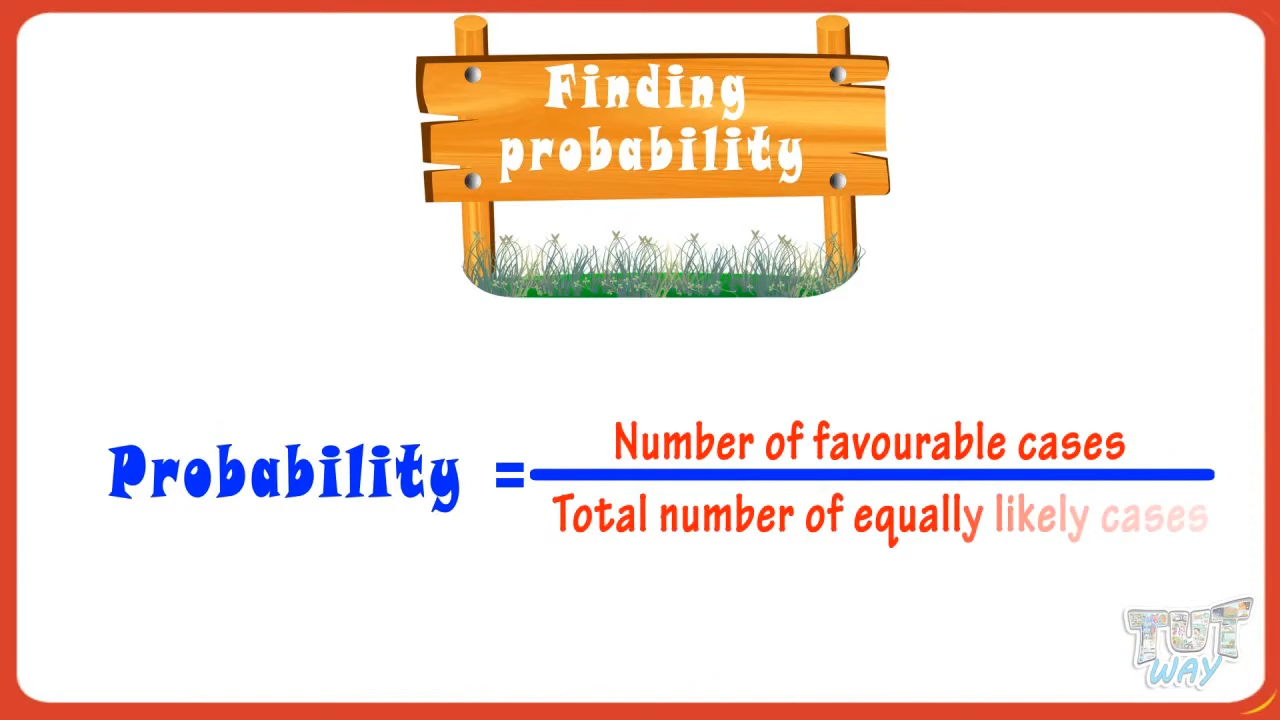 Finding
probability
Number of favourable cases
Probability =
Total number of equally likely cases
TUT
WAY